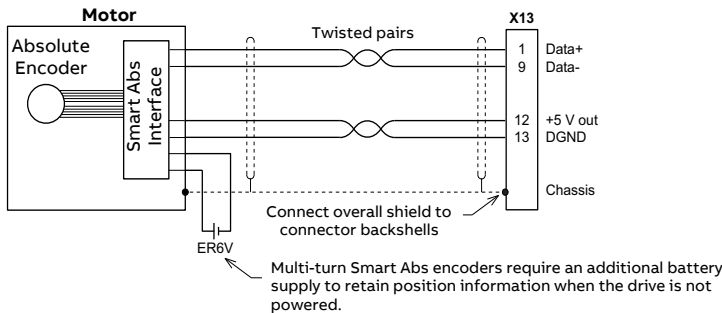 Motor
X13
Absolute
Encoder
Smart Abs
Interface
Twisted pairs
1 Data+
9 Data-
12 +5 V out
13 DGND
Chassis
Connect overall shield to
connector backshells
ER6V
Multi-turn Smart Abs encoders require an additional battery
supply to retain position information when the drive is not
powered.